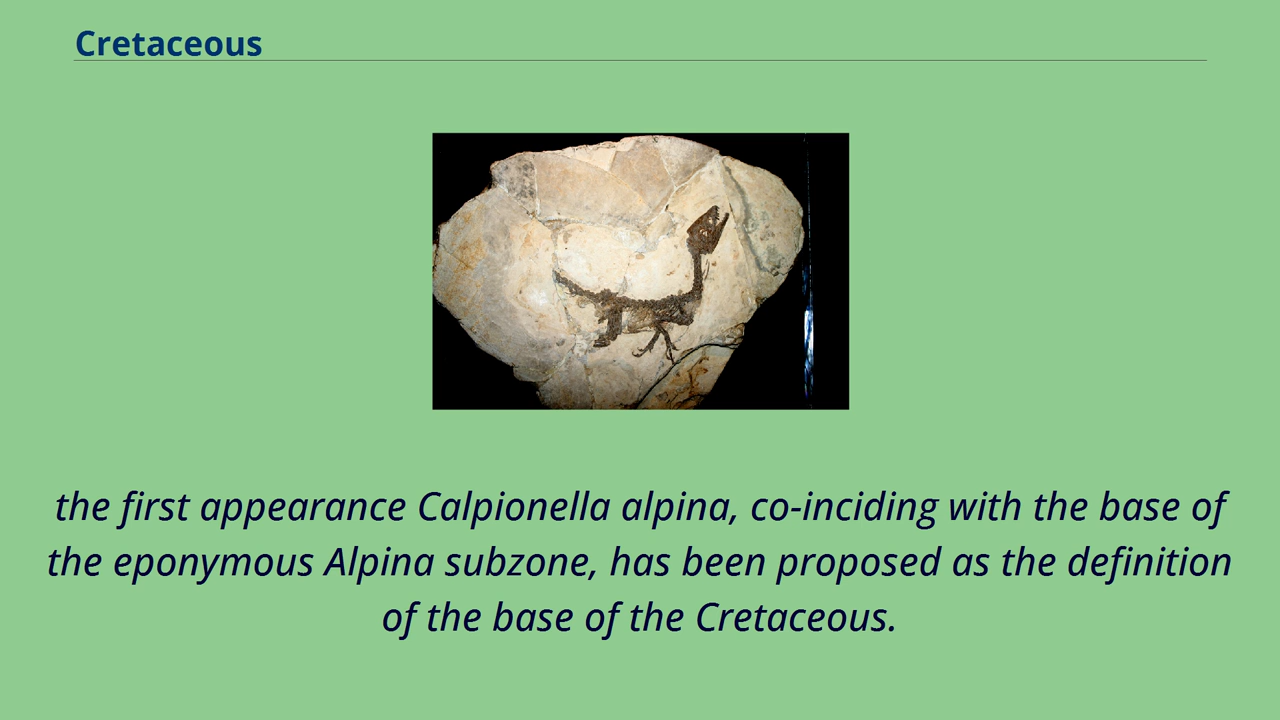 Cretaceous
the first appearance Calpionella alpina, co-inciding with the base of
the eponymous Alpina subzone, has been proposed as the definition
of the base of the Cretaceous.